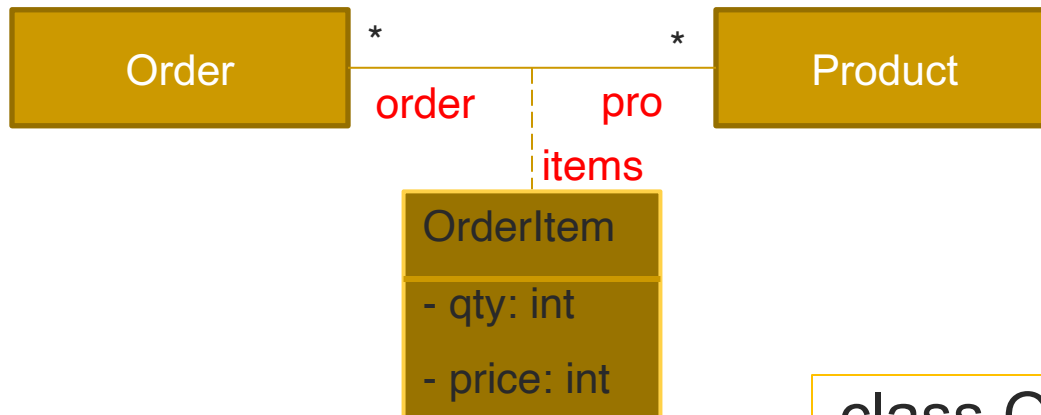 * *
Order Product
order pro
items
OrderItem
- qty: int
- price: int